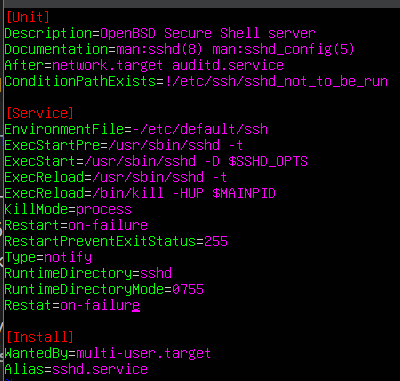 [Unit]
Description=OpenBSD Secure Shell server
Documentation=man:sshd(8) man:sshd_config(5)
After=network.target auditd.service
ConditionPathExists=!/etc/ssh/sshd_not_to_be_run
[Service]
EnvironmentFile=-/etc/default/ssh
ExecStartPre=/usr/sbin/sshd -t
ExecStart=/usr/sbin/sshd -D $SSHD_OPTS
ExecReload=/usr/sbin/sshd -t
ExecReload=/bin/kill -HUP $MAINPID
KillMode=process
Restart=on-failure
RestartPreventExitStatus=255
Type=notify
RuntimeDirectory=sshd
RuntimeDirectoryMode=0755
Restat=on-failure
[Install]
WantedBy=multi-user.target
Alias=sshd.service